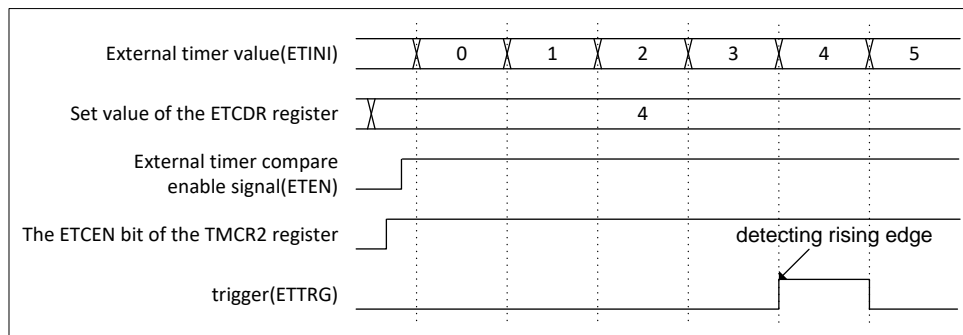 External timer value(ETINI) 0 1 2 3 4 5
Set value of the ETCDR register 4
External timer compare
enable signal(ETEN)
The ETCEN bit of the TMCR2 register
detecting rising edge
trigger(ETTRG)